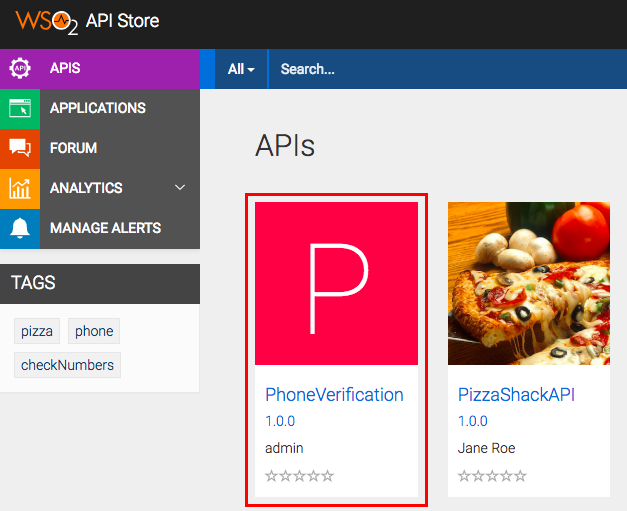 WSO2 API Store
API
APIS
All
Search...
APPLICATIONS
FORUM
ANALYTICS
MANAGE ALERTS
TAGS
pizza
phone
checkNumbers
APIs
P
PhoneVerification
1.0.0
admin
PizzaShackAPI
1.0.0
Jane Roe